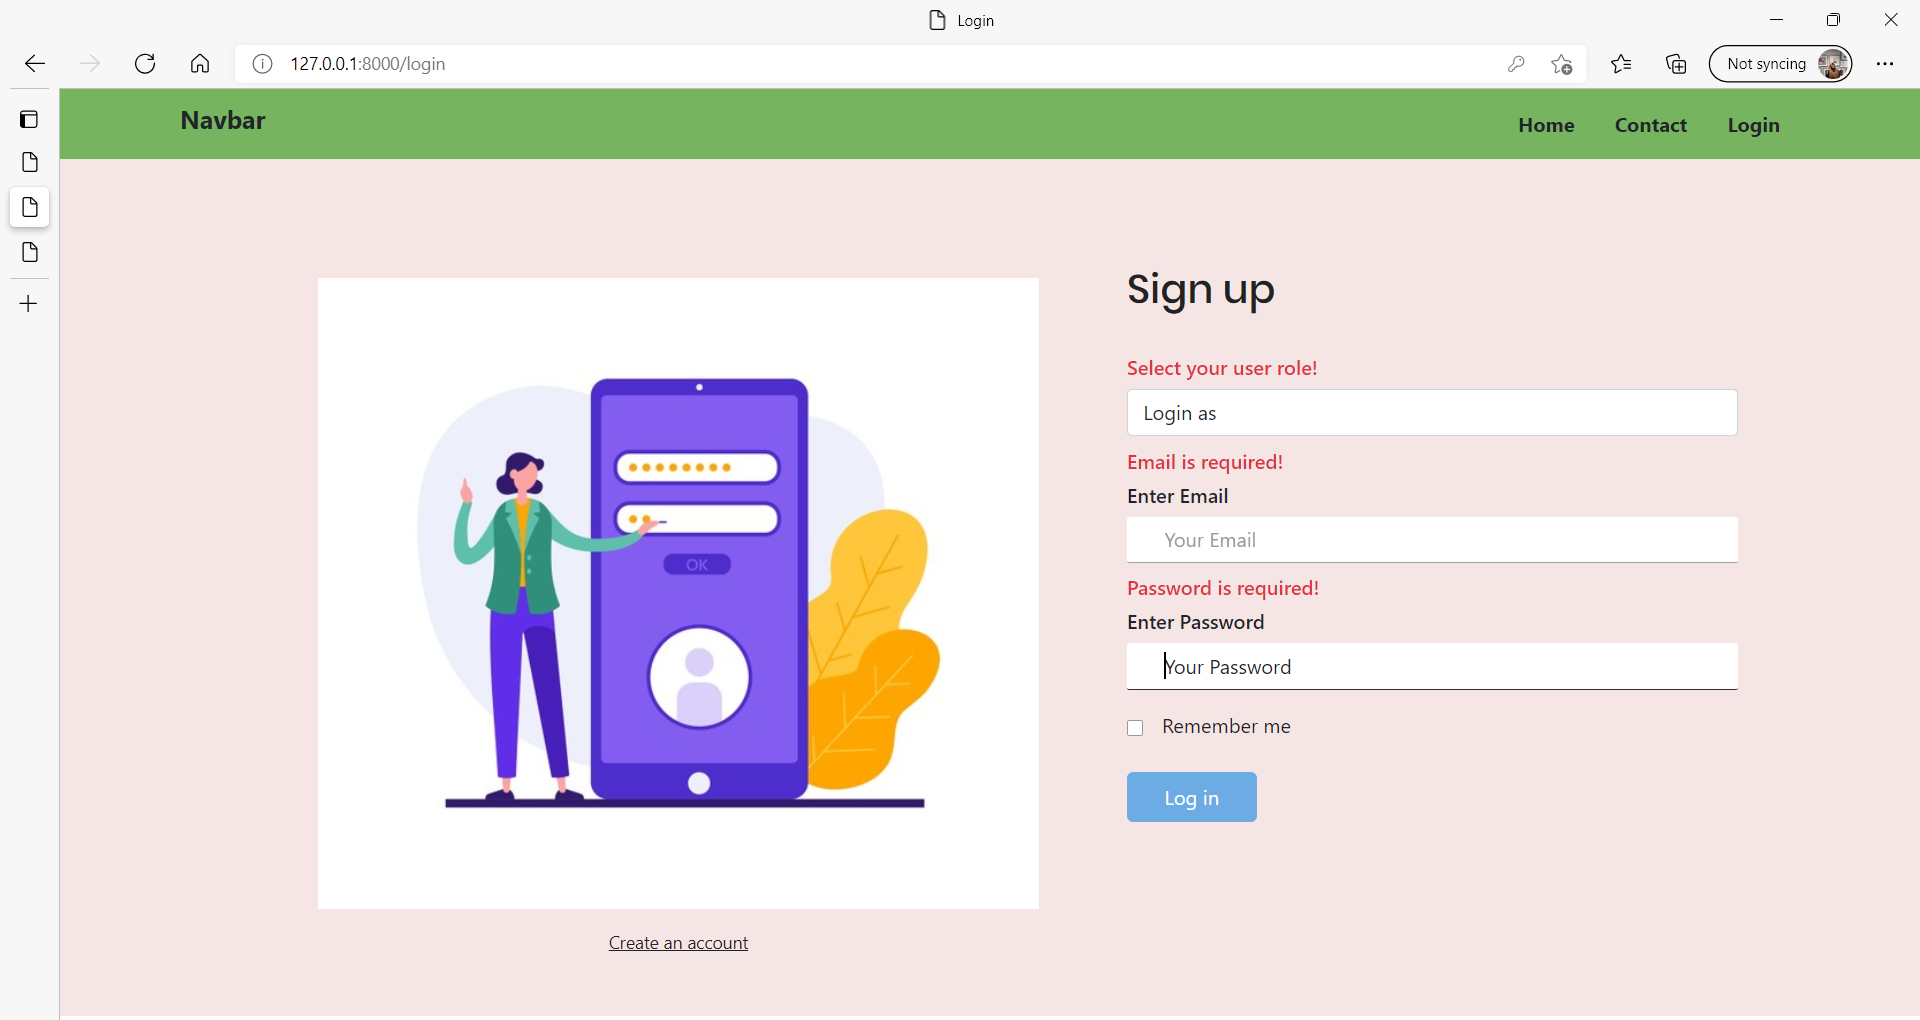 Login
127.0.0.1:8000/login
Not syncing
Navbar
Home
Contact
Login
Sign up
Select your user role!
Login as
Email is required!
Enter Email
Your Email
Password is required!
Enter Password
Your Password
Remember me
Log in
OK
Create an account